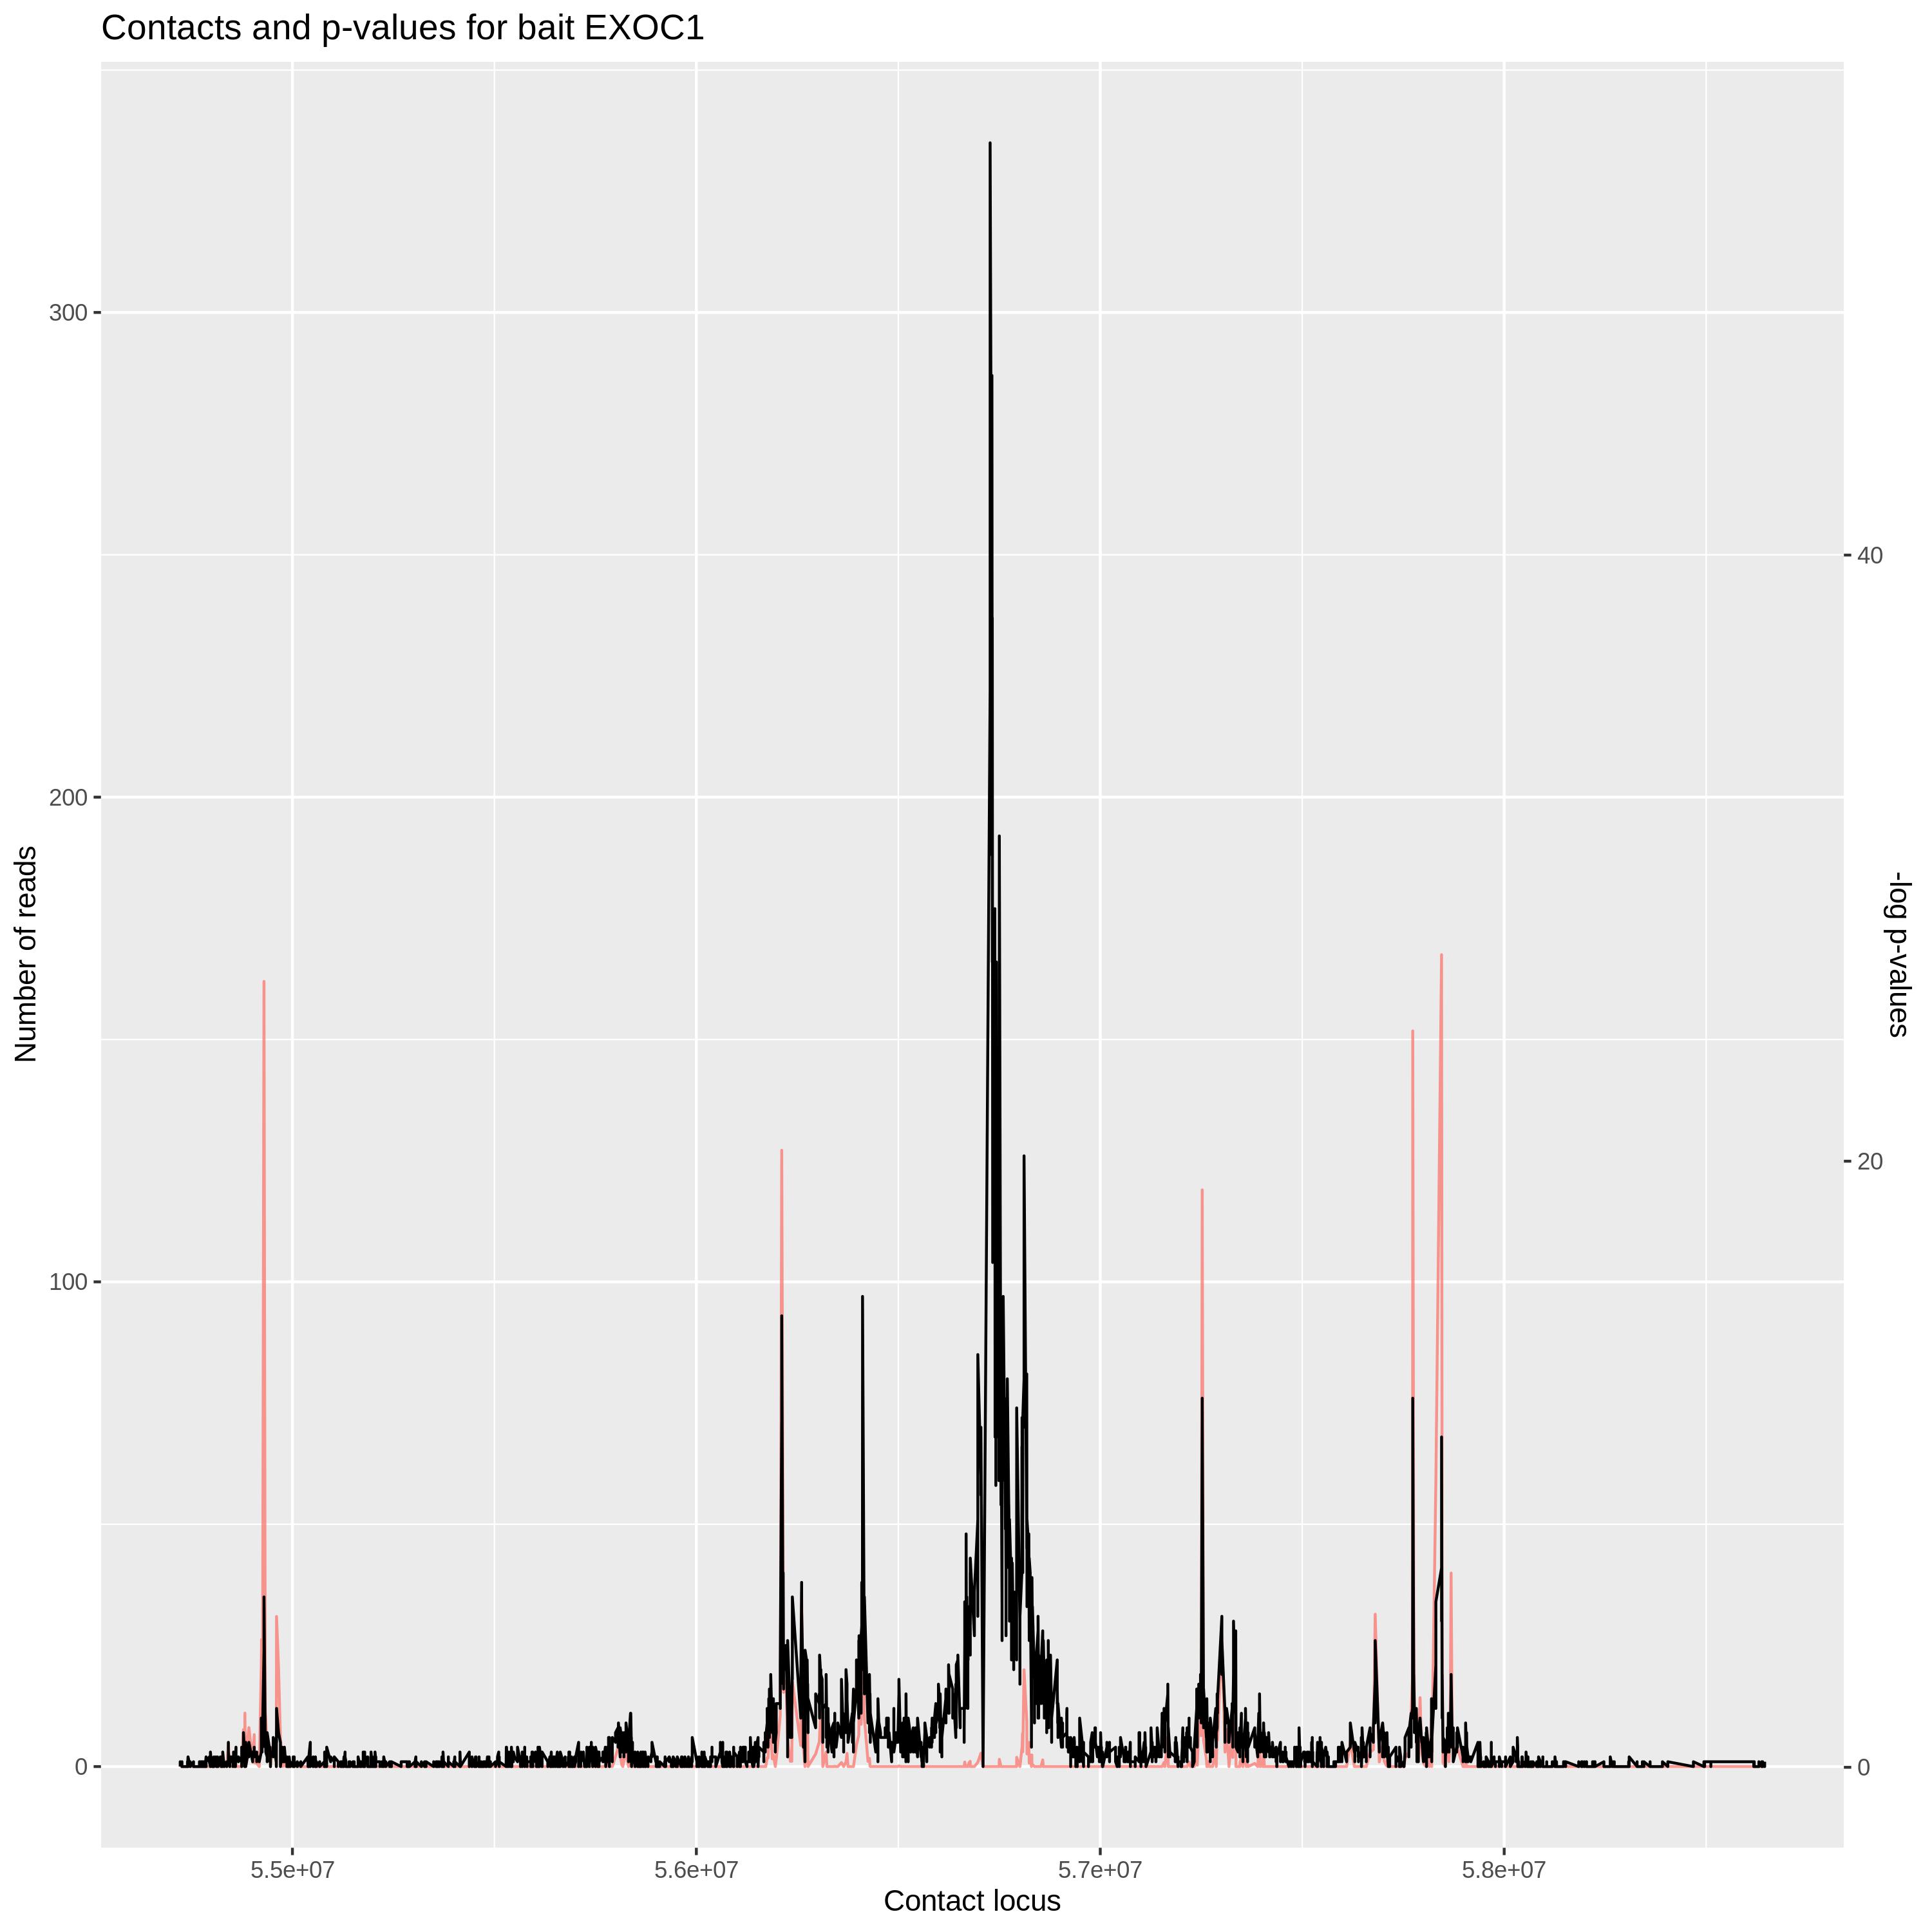 Contacts and p-values for bait EXOC1
300
200
100
0
Number of reads
40
20
0
-log p-values
5.5e+07
5.6e+07
5.7e+07
5.8e+07
Contact locus